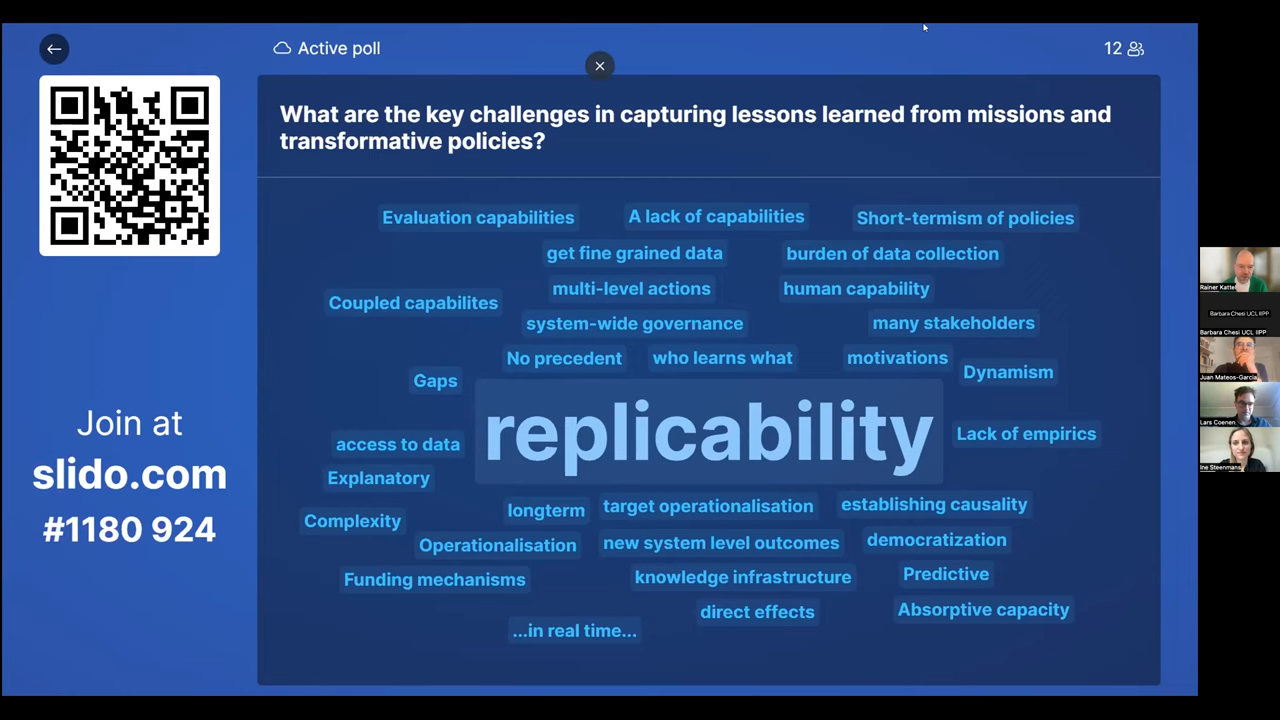 Active poll
12
What are the key challenges in capturing lessons learned from missions and
transformative policies?
Evaluation capabilities
A lack of capabilities
Short-termism of policies
get fine grained data
burden of data collection
multi-level actions
human capability
Coupled capabilites
system-wide governance
many stakeholders
No precedent
who learns what
motivations
Dynamism
Gaps
replicability
Lack of empirics
access to data
Explanatory
longterm
target operationalisation
establishing causality
Complexity
Operationalisation
new system level outcomes
democratization
Funding mechanisms
knowledge infrastructure
Predictive
direct effects
Absorptive capacity
...in real time...
Join at
slido.com
#1180 924
Rainer Kattel
Barbara Chesi UCL IIPP
Barbara Chesi UCL IIPP
Juan Mateos-Garcia
Lars Coenen
Ine Steenmans